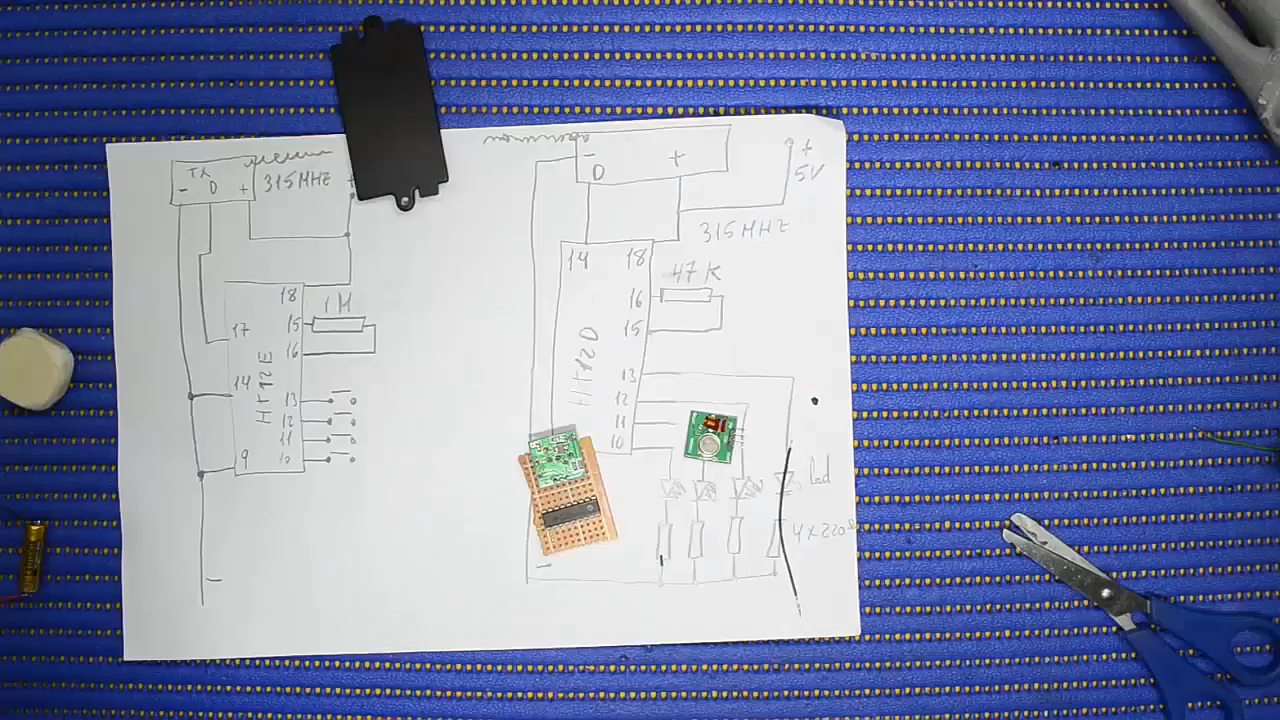 TX
- D +
315MHZ
18
1M
15
17
16
14
HT12E
13
12
11
10
9
-
- +
D
+
5V
315MHZ
14 18
47K
16
15
HT12D
13
12
11
10
led
4x220
-